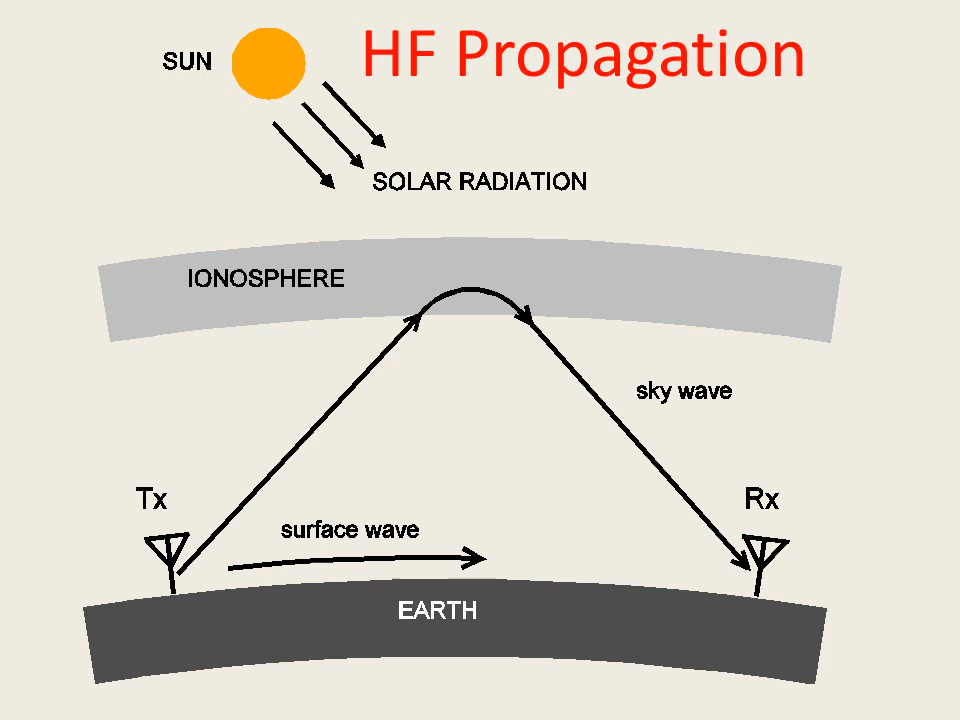 HF Propagation
SUN
SOLAR RADIATION
IONOSPHERE
sky wave
Tx
Rx
surface wave
EARTH